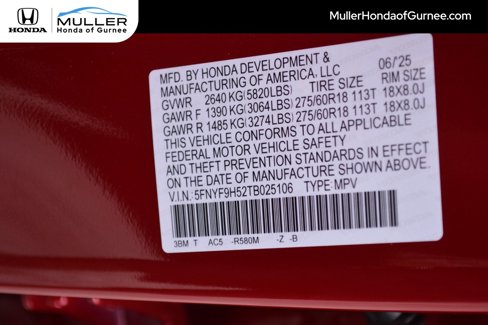 HONDA
MULLER
Honda of Gurnee
MullerHondaofGurnee.com
MFD. BY HONDA DEVELOPMENT & 06/25
MANUFACTURING OF AMERICA, LLC TIRE SIZE RIM SIZE
GVWR 2640 KG(5820LBS)
GAWR F 1390 KG(3064LBS) 275/60R18 113T 18X8.0J
GAWR R 1485 KG(3274LBS) 275/60R18 113T 18X8.0J
THIS VEHICLE CONFORMS TO ALL APPLICABLE
FEDERAL MOTOR VEHICLE SAFETY
AND THEFT PREVENTION STANDARDS IN EFFECT
ON THE DATE OF MANUFACTURE SHOWN ABOVE.
V.I.N.: 5FNYF9H52TB025106 TYPE: MPV
3BM T AC5 -R580M -Z -B